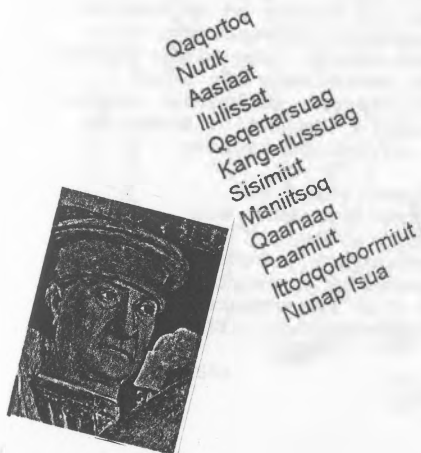 Qaqortoq
Nuuk
Aasiaat
Ilulissat
Qeqertarsuag
Kangerlussuag
Sisimiut
Maniitsoq
Qaanaaq
Paamiut
Ittoqqortoormiut
Nunap Isua